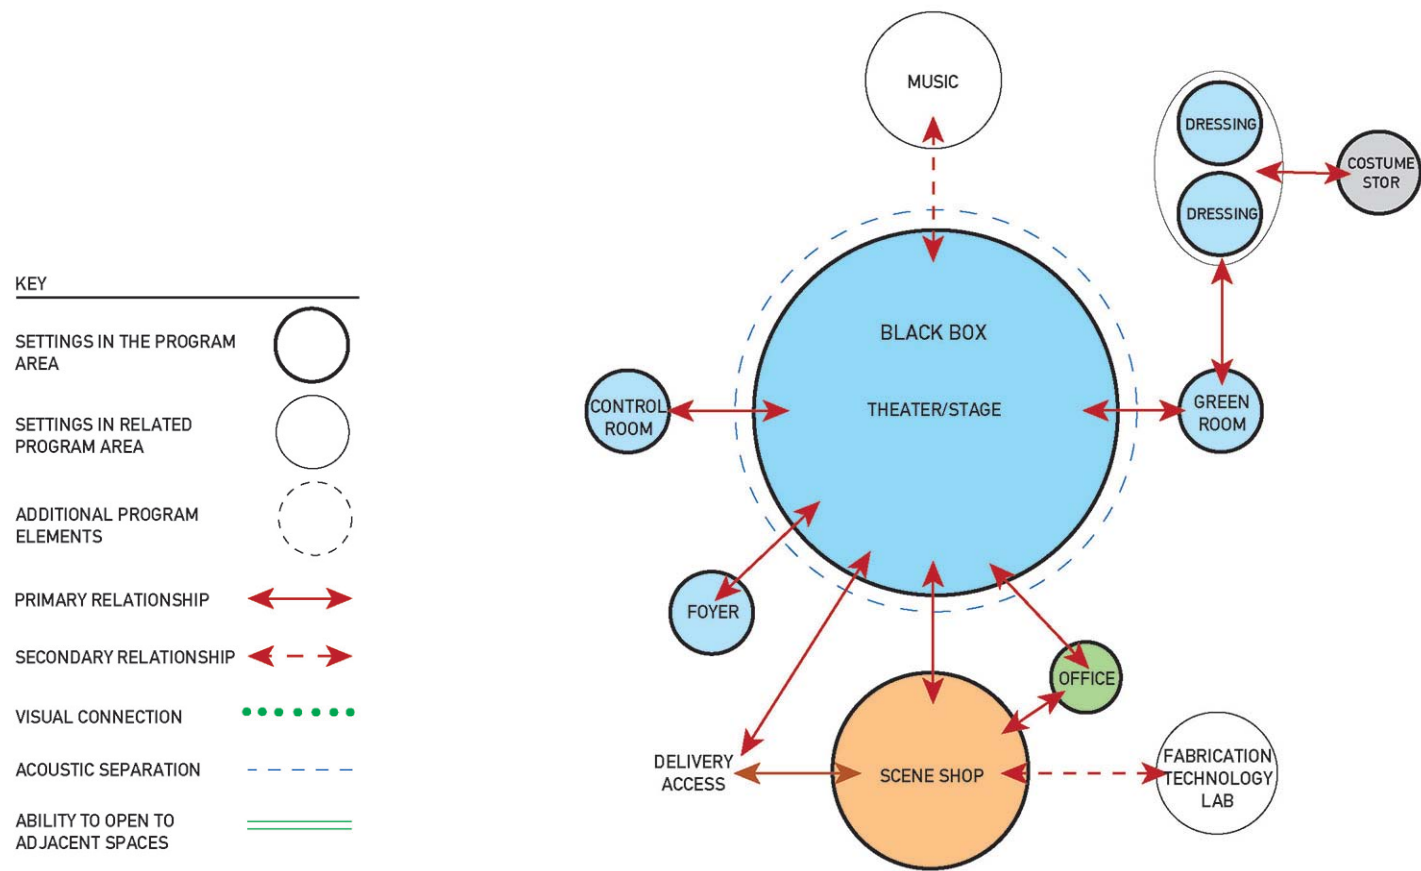 KEY
SETTINGS IN THE PROGRAM
AREA
SETTINGS IN RELATED
PROGRAM AREA
ADDITIONAL PROGRAM
ELEMENTS
PRIMARY RELATIONSHIP
SECONDARY RELATIONSHIP
VISUAL CONNECTION
ACOUSTIC SEPARATION
ABILITY TO OPEN TO
ADJACENT SPACES
MUSIC
DRESSING
DRESSING
COSTUME
STOR
BLACK BOX
THEATER/STAGE
CONTROL
ROOM
GREEN
ROOM
FOYER
OFFICE
DELIVERY
ACCESS
SCENE SHOP
FABRICATION
TECHNOLOGY
LAB